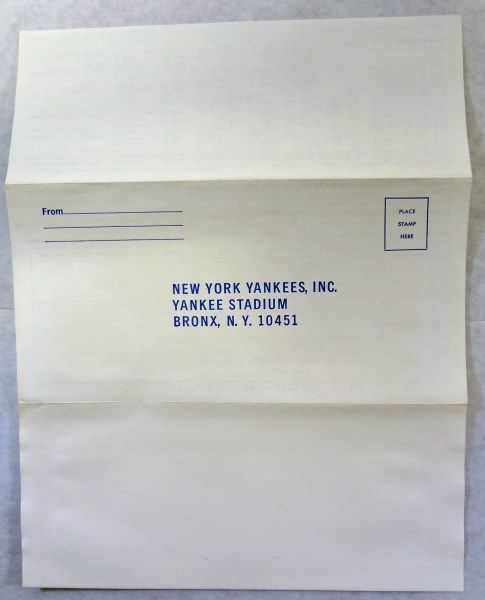 From
PLACE
STAMP
HERE
NEW YORK YANKEES, INC.
YANKEE STADIUM
BRONX, N. Y. 10451